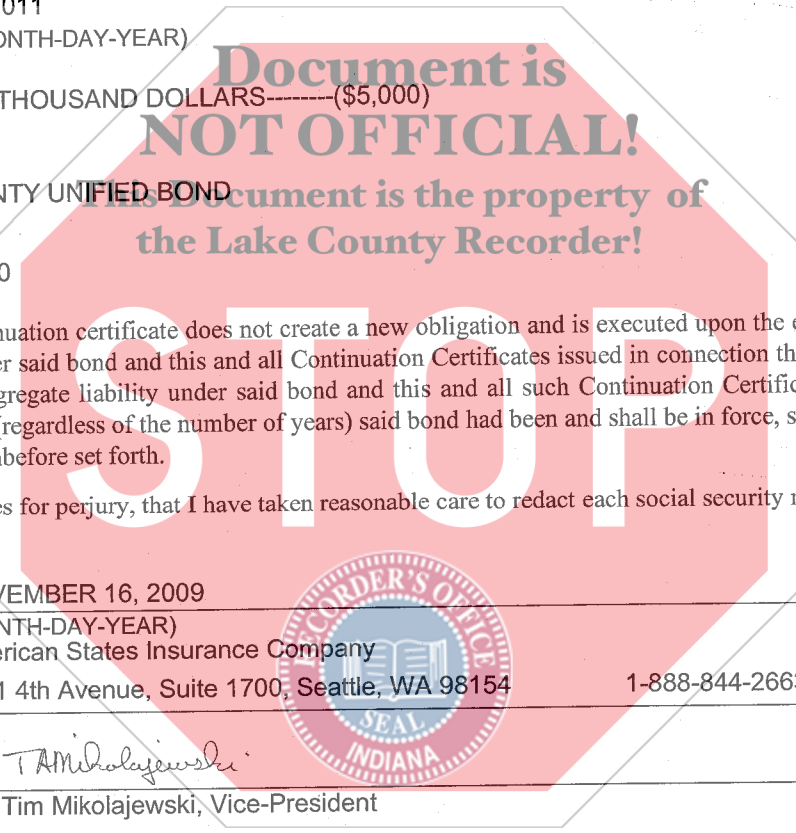 011
ONTH-DAY-YEAR)
Document is
THOUSAND DOLLARS--------($5,000)
NOT OFFICIAL!
NTY UNIFIED BOND
This Document is the property of
the Lake County Recorder!
0
nuation certificate does not create a new obligation and is executed upon the e
er said bond and this and all Continuation Certificates issued in connection th
gregate liability under said bond and this and all such Continuation Certific
(regardless of the number of years) said bond had been and shall be in force, s
nbefore set forth.
STOP
es for perjury, that I have taken reasonable care to redact each social security n
VEMBER 16, 2009
NTH-DAY-YEAR)
erican States Insurance Company
1 4th Avenue, Suite 1700, Seattle, WA 98154 1-888-844-2663
RECORDER'S OFFICE
SEAL
INDIANA
TAMikolajewski
Tim Mikolajewski, Vice-President